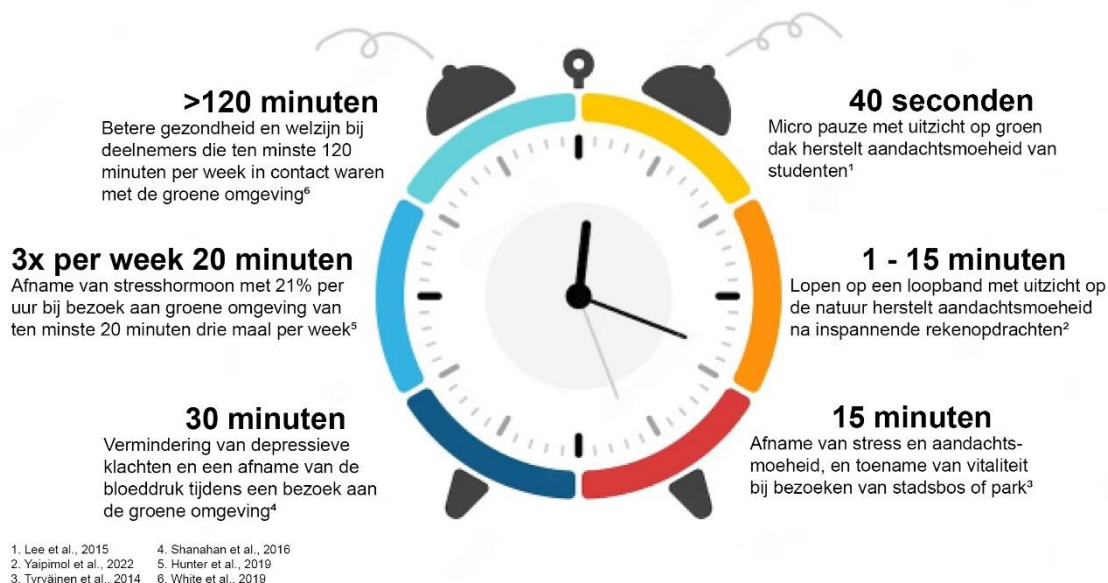 40 seconden
Micro pauze met uitzicht op groen
dak herstelt aandachtsmoeheid van
studenten¹
1 - 15 minuten
Lopen op een loopband met uitzicht op
de natuur herstelt aandachtsmoeheid
na inspannende rekenopdrachten²
15 minuten
Afname van stress en aandachts-
moeheid, en toename van vitaliteit
bij bezoeken van stadsbos of park³
30 minuten
Vermindering van depressieve
klachten en een afname van de
bloeddruk tijdens een bezoek aan
de groene omgeving⁴
3x per week 20 minuten
Afname van stresshormoon met 21% per
uur bij bezoek aan groene omgeving van
ten minste 20 minuten drie maal per week⁵
>120 minuten
Betere gezondheid en welzijn bij
deelnemers die ten minste 120
minuten per week in contact waren
met de groene omgeving⁶
1. Lee et al., 2015
2. Yaipimol et al., 2022
3. Tyrväinen et al., 2014
4. Shanahan et al., 2016
5. Hunter et al., 2019
6. White et al., 2019